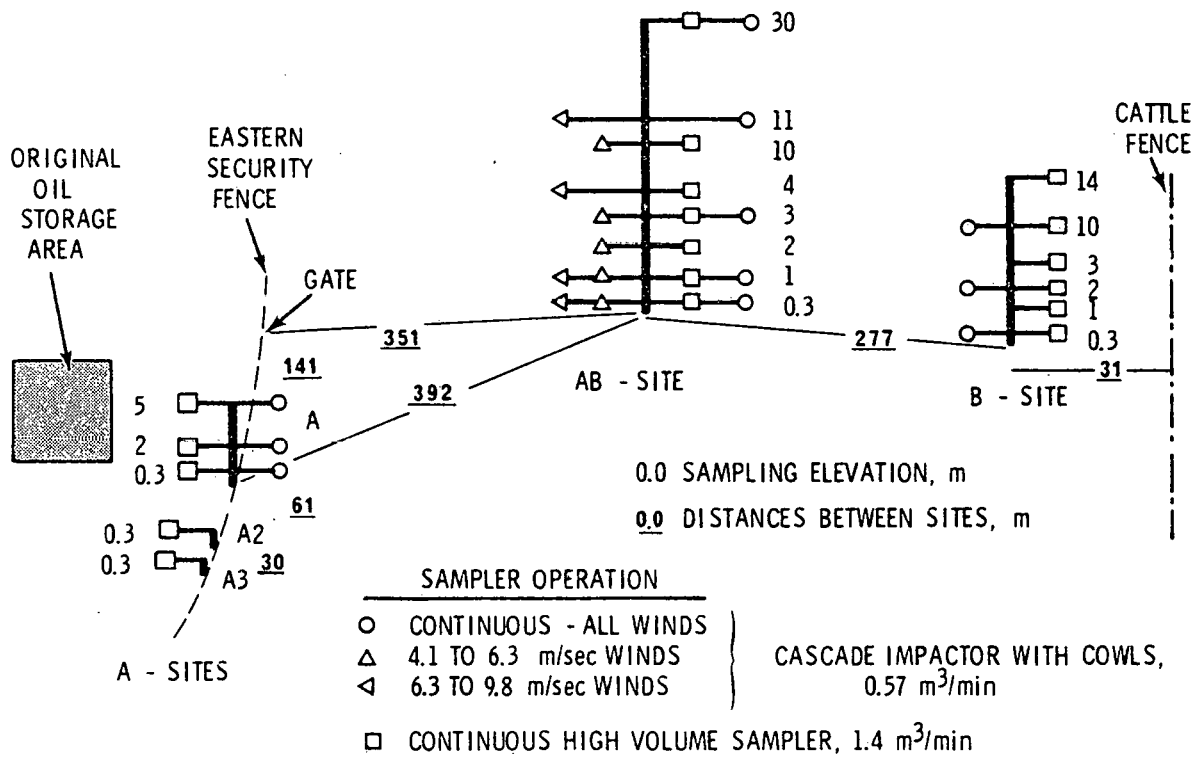 30
11
10
4
3
2
1
0.3
CATTLE
FENCE
14
10
3
2
1
0.3
EASTERN
SECURITY
FENCE
ORIGINAL
OIL
STORAGE
AREA
GATE
351
277
31
141
392
AB - SITE
B - SITE
5
2
0.3
A
61
0.3
0.3
A2
A3
30
A - SITES
0.0 SAMPLING ELEVATION, m
0.0 DISTANCES BETWEEN SITES, m
SAMPLER OPERATION
CONTINUOUS - ALL WINDS
4.1 TO 6.3 m/sec WINDS
6.3 TO 9.8 m/sec WINDS
CASCADE IMPACTOR WITH COWLS,
0.57 m³/min
CONTINUOUS HIGH VOLUME SAMPLER, 1.4 m³/min